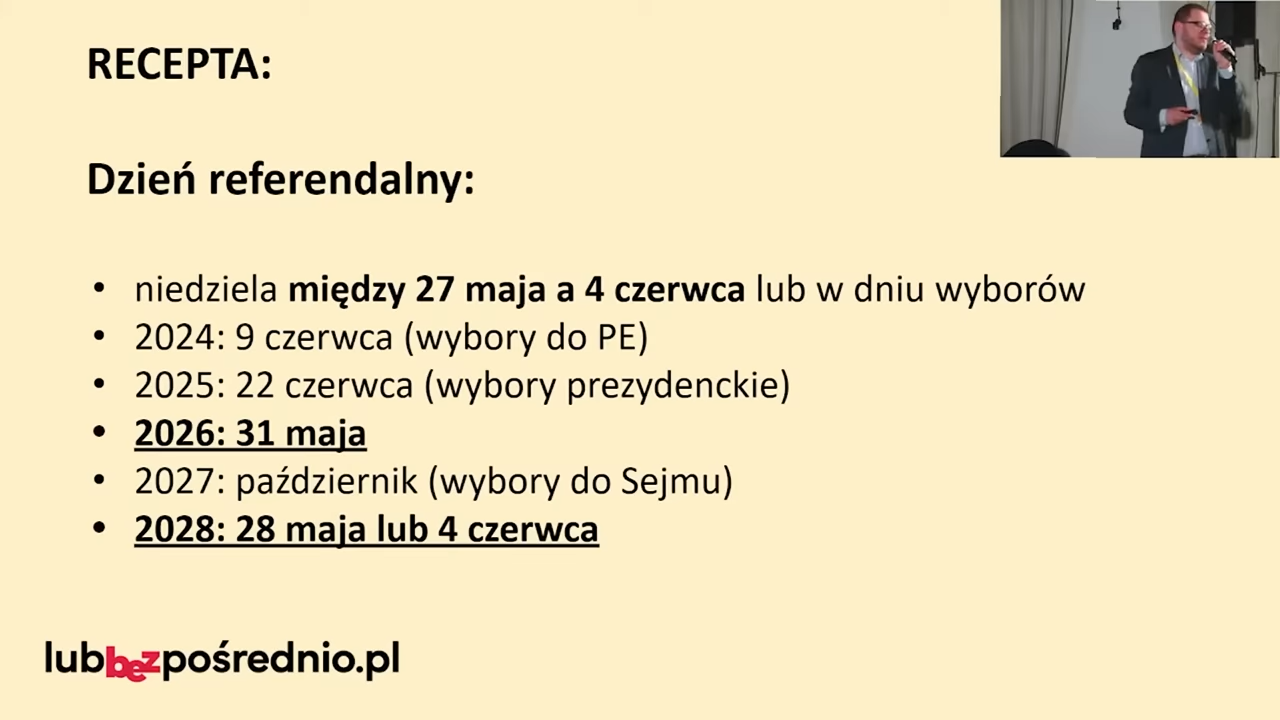 RECEPTA:
Dzień referendalny:
• niedziela między 27 maja a 4 czerwca lub w dniu wyborów
• 2024: 9 czerwca (wybory do PE)
• 2025: 22 czerwca (wybory prezydenckie)
• 2026: 31 maja
• 2027: październik (wybory do Sejmu)
• 2028: 28 maja lub 4 czerwca
lubbezpośrednio.pl